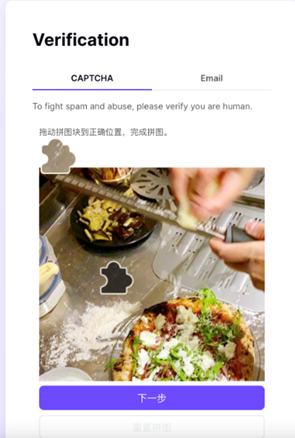 Verification
CAPTCHA Email
To fight spam and abuse, please verify you are human.
拖动拼图块到正确位置，完成拼图。
下一步
重置拼图